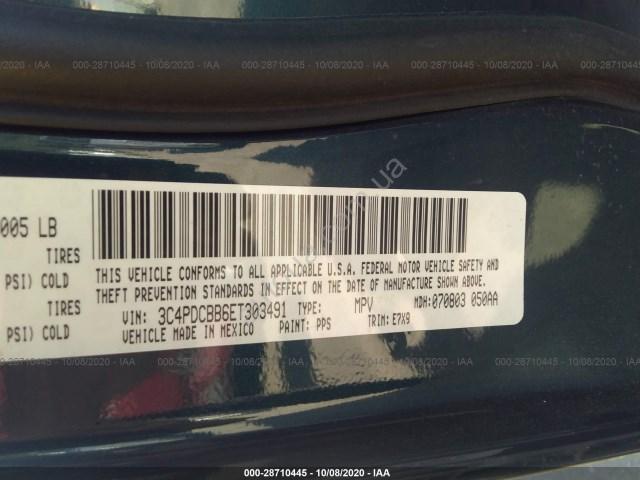 000-28710445 - 10/08/2020 - IAA
005 LB
TIRES
PSI) COLD
TIRES
PSI) COLD
THIS VEHICLE CONFORMS TO ALL APPLICABLE U.S.A. FEDERAL MOTOR VEHICLE SAFETY AND
THEFT PREVENTION STANDARDS IN EFFECT ON THE DATE OF MANUFACTURE SHOWN ABOVE.
VIN: 3C4PDCBB6ET303491 TYPE: MPV MDH: 070803 050AA
VEHICLE MADE IN MEXICO PAINT: PPS TRIM: E7X9
000-28710445 - 10/08/2020 - IAA